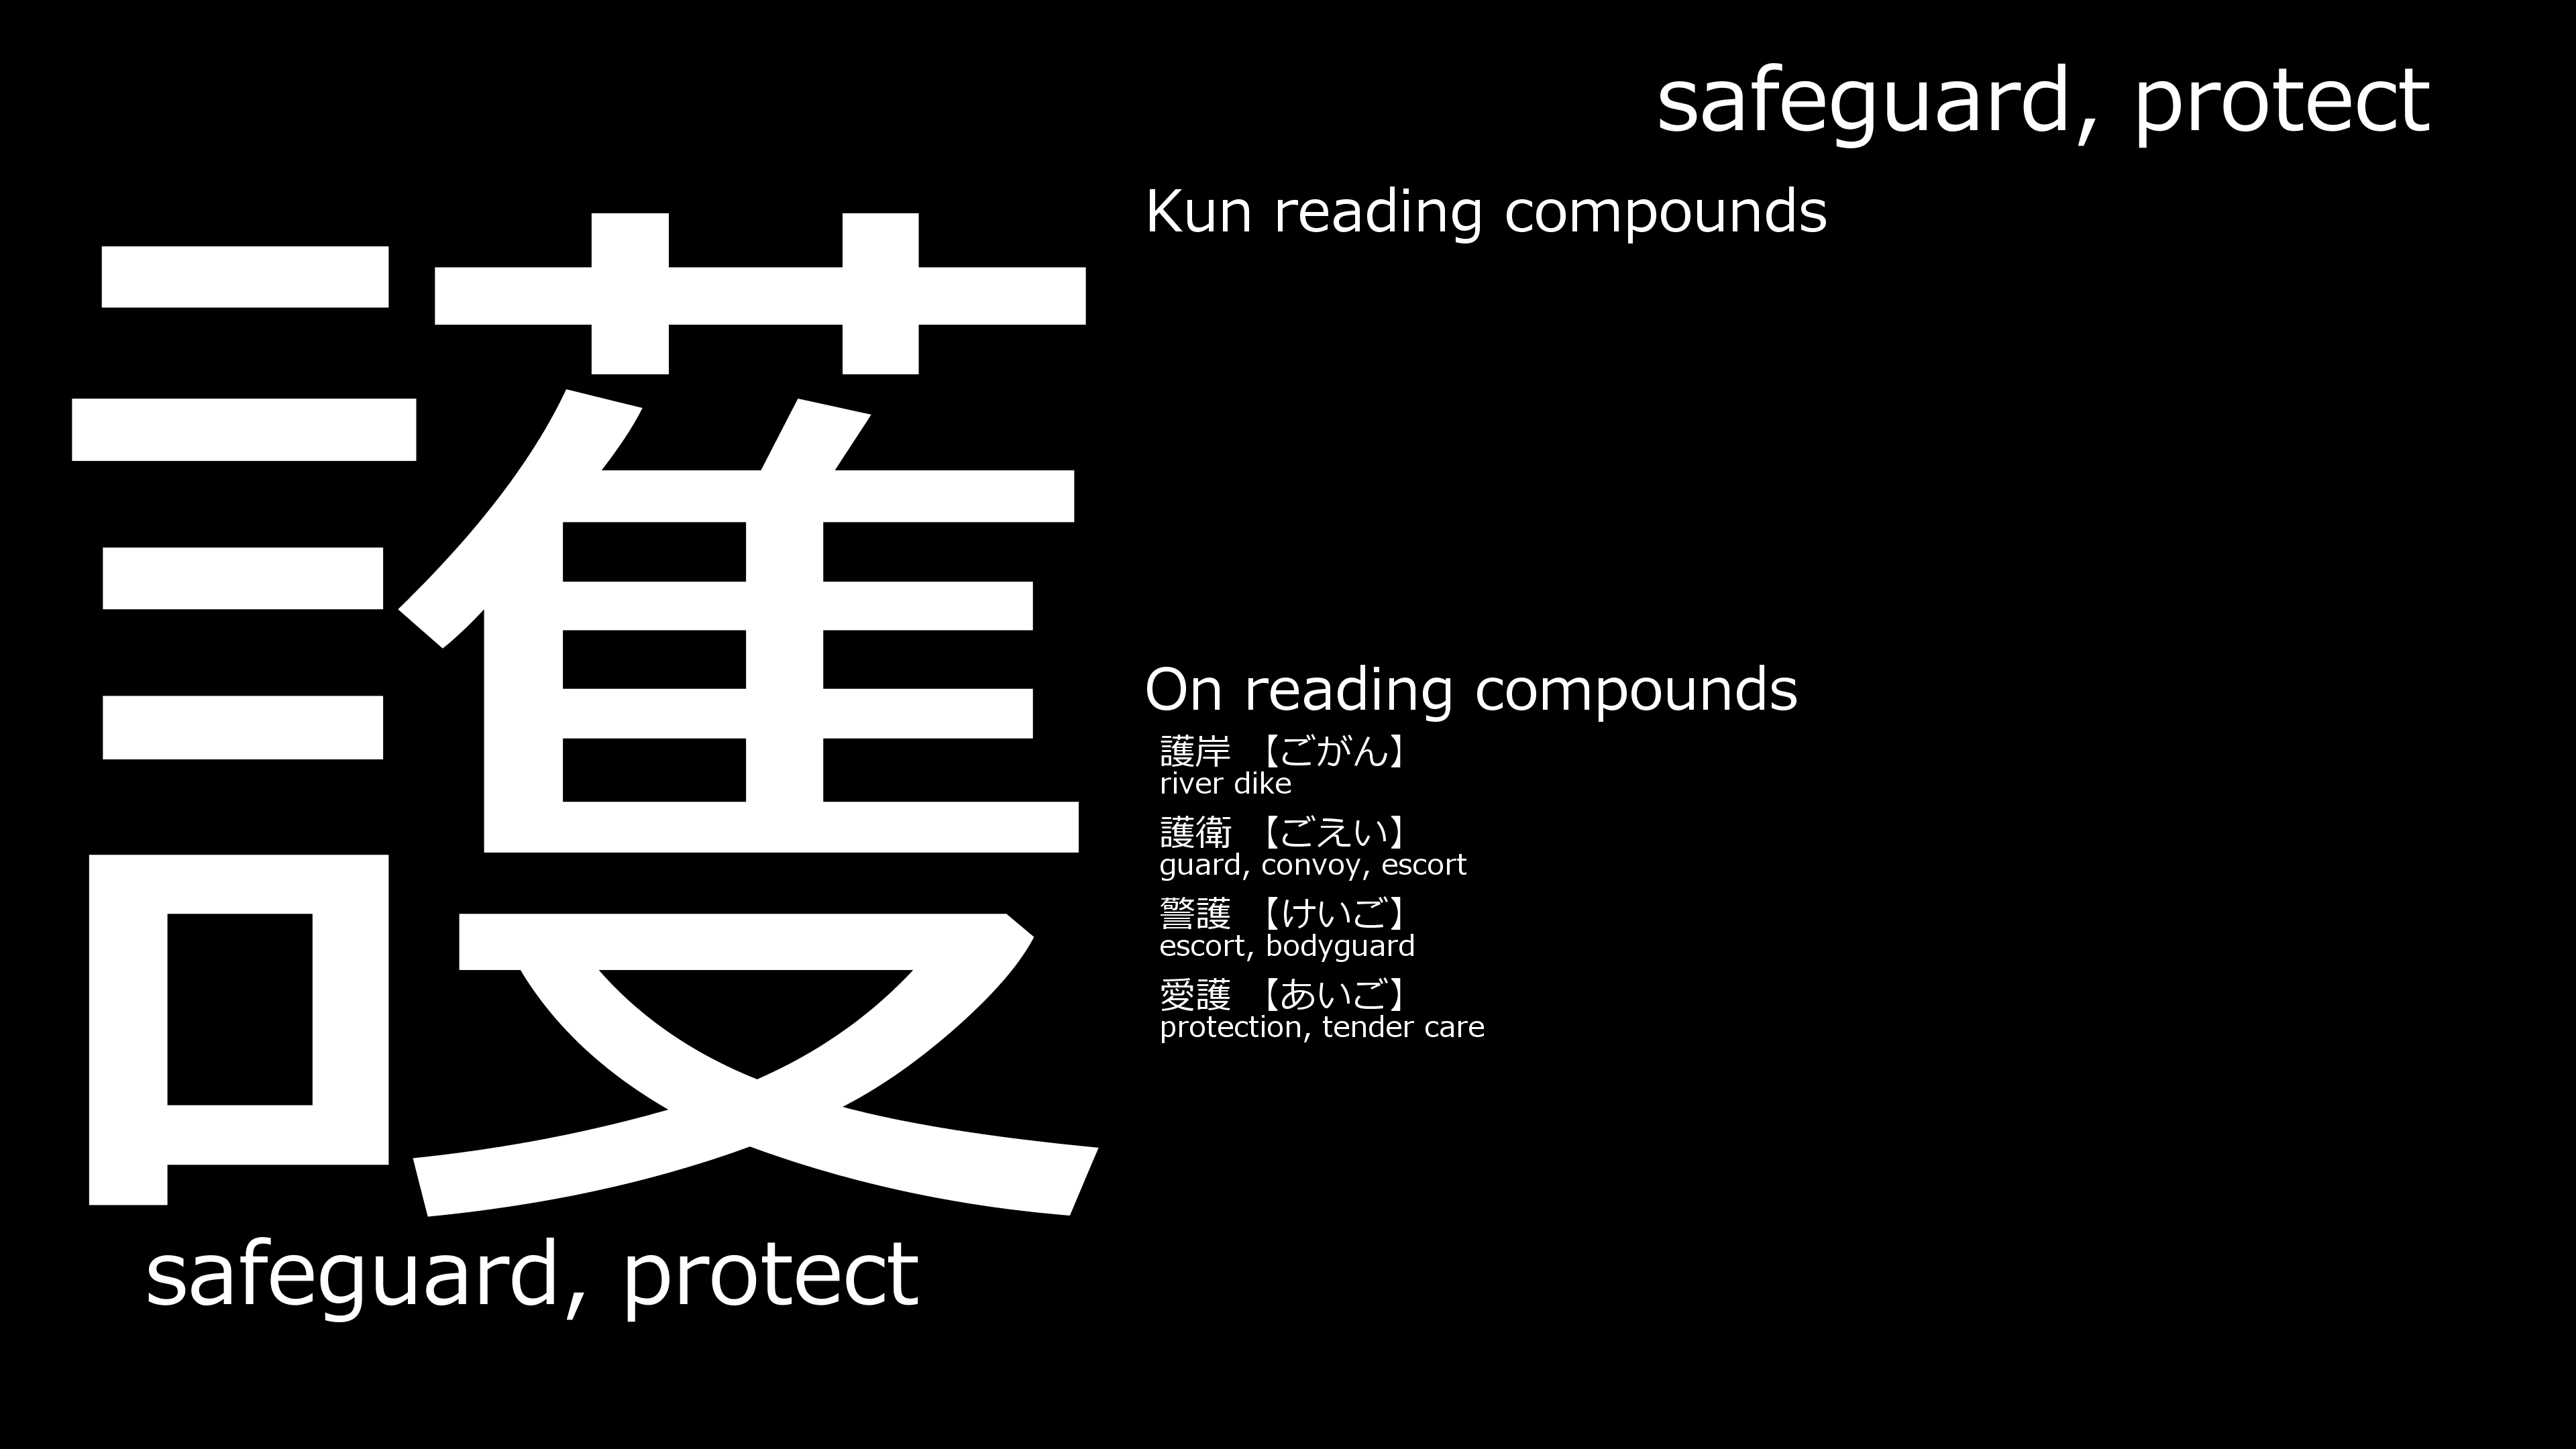 護
safeguard, protect
safeguard, protect
Kun reading compounds
On reading compounds
護岸 【ごがん】
river dike
護衛 【ごえい】
guard, convoy, escort
警護 【けいご】
escort, bodyguard
愛護 【あいご】
protection, tender care